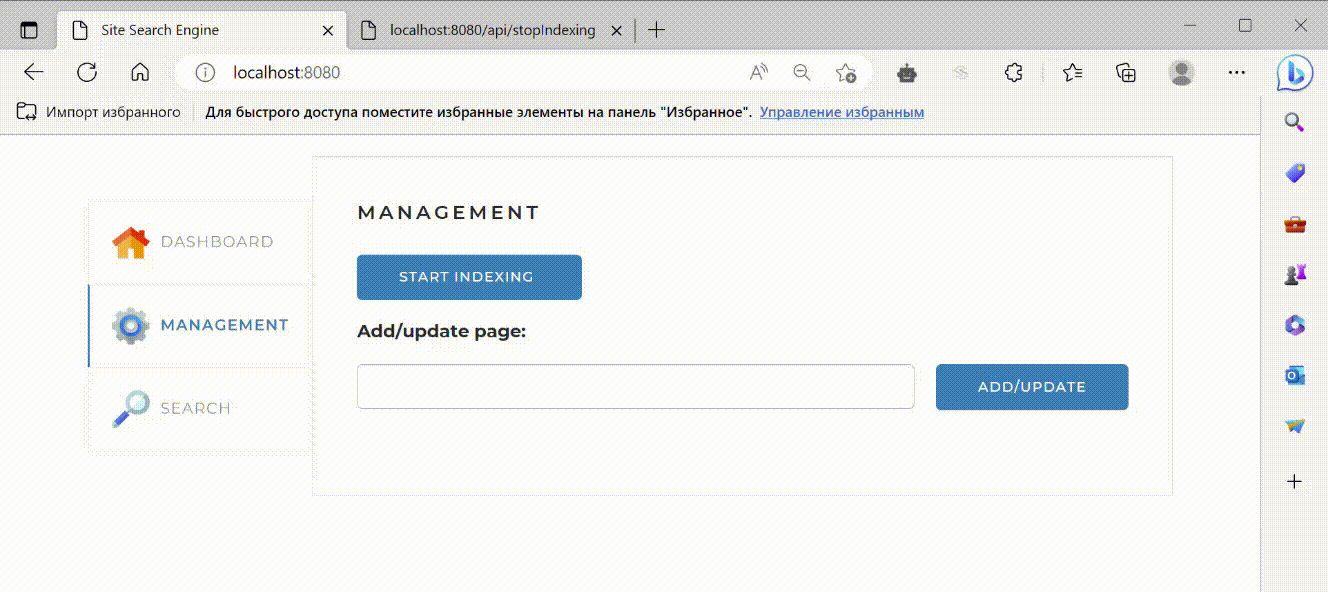 Site Search Engine
localhost:8080/api/stopIndexing
localhost:8080
Импорт избранного
Для быстрого доступа поместите избранные элементы на панель "Избранное". Управление избранным
MANAGEMENT
DASHBOARD
START INDEXING
MANAGEMENT
Add/update page:
ADD/UPDATE
SEARCH